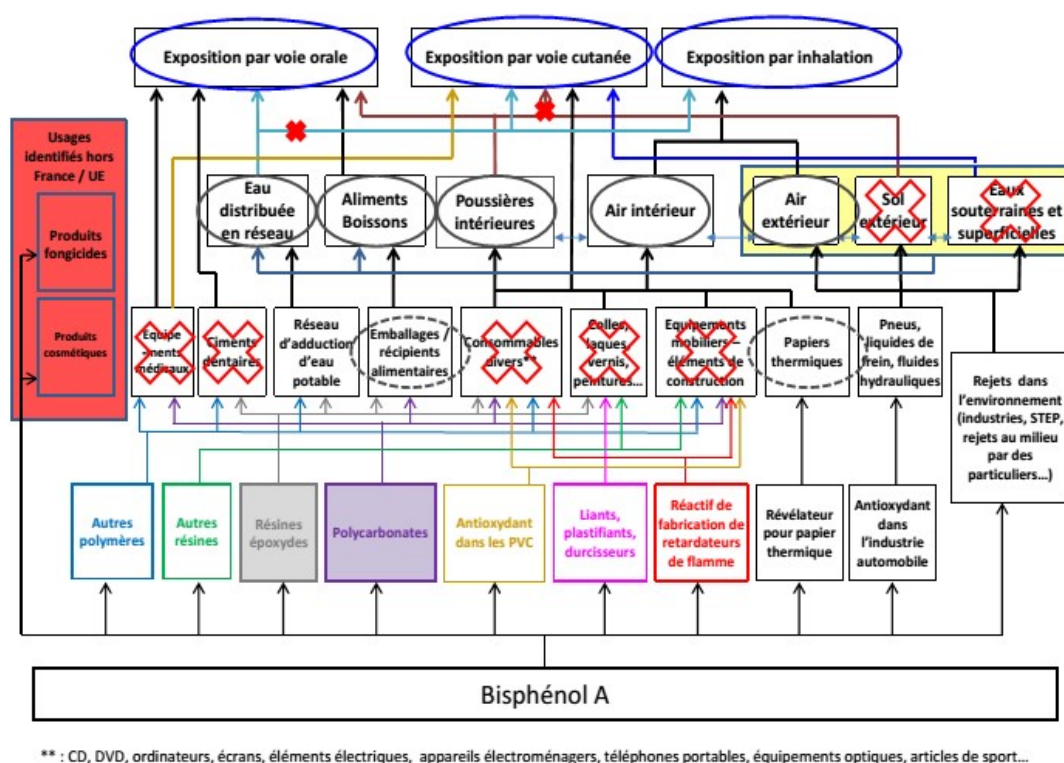 Exposition par voie orale
Exposition par voie cutanée
Exposition par inhalation
Usages
identifiés hors
France / UE
Produits
fongicides
Produits
cosmétiques
Eau
distribuée
en réseau
Aliments
Boissons
Poussières
intérieures
Air intérieur
Air
extérieur
Sol
extérieur
Eaux
souterraines et
superficielles
Equipe
-ments
médicaux
Ciments
dentaires
Réseau
d'adduction
d'eau
potable
Emballages /
récipients
alimentaires
Consommables
divers**
Colles,
laques,
vernis,
peintures...
Equipements
mobiliers –
éléments de
construction
Papiers
thermiques
Pneus,
liquides de
frein, fluides
hydrauliques
Rejets dans
l'environnement
(industries, STEP,
rejets au milieu
par des
particuliers...)
Autres
polymères
Autres
résines
Résines
époxydes
Polycarbonates
Antioxydant
dans les PVC
Liants,
plastifiants,
durcisseurs
Réactif de
fabrication de
retardateurs
de flamme
Révélateur
pour papier
thermique
Antioxydant
dans
l'industrie
automobile
Bisphénol A
** : CD, DVD, ordinateurs, écrans, éléments électriques, appareils électroménagers, téléphones portables, équipements optiques, articles de sport...